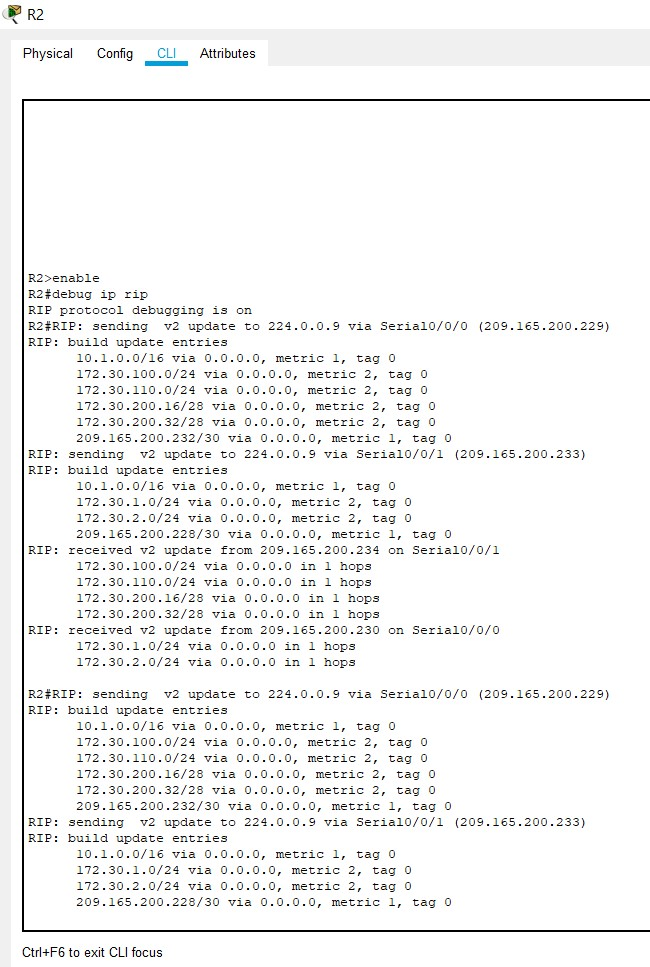 R2
Physical Config CLI Attributes
R2>enable
R2#debug ip rip
RIP protocol debugging is on
R2#RIP: sending  v2 update to 224.0.0.9 via Serial0/0/0 (209.165.200.229)
RIP: build update entries
      10.1.0.0/16 via 0.0.0.0, metric 1, tag 0
      172.30.100.0/24 via 0.0.0.0, metric 2, tag 0
      172.30.110.0/24 via 0.0.0.0, metric 2, tag 0
      172.30.200.16/28 via 0.0.0.0, metric 2, tag 0
      172.30.200.32/28 via 0.0.0.0, metric 2, tag 0
      209.165.200.232/30 via 0.0.0.0, metric 1, tag 0
RIP: sending  v2 update to 224.0.0.9 via Serial0/0/1 (209.165.200.233)
RIP: build update entries
      10.1.0.0/16 via 0.0.0.0, metric 1, tag 0
      172.30.1.0/24 via 0.0.0.0, metric 2, tag 0
      172.30.2.0/24 via 0.0.0.0, metric 2, tag 0
      209.165.200.228/30 via 0.0.0.0, metric 1, tag 0
RIP: received v2 update from 209.165.200.234 on Serial0/0/1
      172.30.100.0/24 via 0.0.0.0 in 1 hops
      172.30.110.0/24 via 0.0.0.0 in 1 hops
      172.30.200.16/28 via 0.0.0.0 in 1 hops
      172.30.200.32/28 via 0.0.0.0 in 1 hops
RIP: received v2 update from 209.165.200.230 on Serial0/0/0
      172.30.1.0/24 via 0.0.0.0 in 1 hops
      172.30.2.0/24 via 0.0.0.0 in 1 hops
R2#RIP: sending  v2 update to 224.0.0.9 via Serial0/0/0 (209.165.200.229)
RIP: build update entries
      10.1.0.0/16 via 0.0.0.0, metric 1, tag 0
      172.30.100.0/24 via 0.0.0.0, metric 2, tag 0
      172.30.110.0/24 via 0.0.0.0, metric 2, tag 0
      172.30.200.16/28 via 0.0.0.0, metric 2, tag 0
      172.30.200.32/28 via 0.0.0.0, metric 2, tag 0
      209.165.200.232/30 via 0.0.0.0, metric 1, tag 0
RIP: sending  v2 update to 224.0.0.9 via Serial0/0/1 (209.165.200.233)
RIP: build update entries
      10.1.0.0/16 via 0.0.0.0, metric 1, tag 0
      172.30.1.0/24 via 0.0.0.0, metric 2, tag 0
      172.30.2.0/24 via 0.0.0.0, metric 2, tag 0
      209.165.200.228/30 via 0.0.0.0, metric 1, tag 0
Ctrl+F6 to exit CLI focus